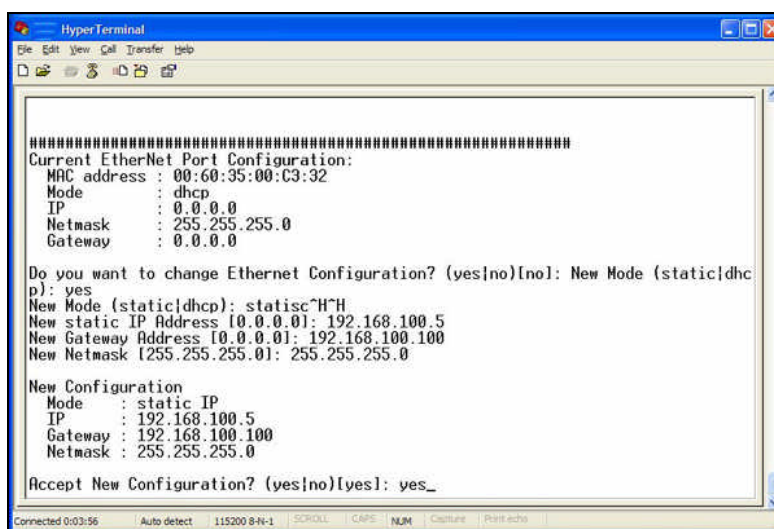 HyperTerminal
File Edit View Call Transfer Help
############################################################
Current EtherNet Port Configuration:
MAC address : 00:60:35:00:C3:32
Mode : dhcp
IP : 0.0.0.0
Netmask : 255.255.255.0
Gateway : 0.0.0.0
Do you want to change Ethernet Configuration? (yes|no)[no]: New Mode (static|dhc
p): yes
New Mode (static|dhcp): statisc^H^H
New static IP Address [0.0.0.0]: 192.168.100.5
New Gateway Address [0.0.0.0]: 192.168.100.100
New Netmask [255.255.255.0]: 255.255.255.0
New Configuration
Mode : static IP
IP : 192.168.100.5
Gateway : 192.168.100.100
Netmask : 255.255.255.0
Accept New Configuration? (yes|no)[yes]: yes_
Connected 0:03:56 Auto detect 115200 8-N-1 SCROLL CAPS NUM Capture Print echo